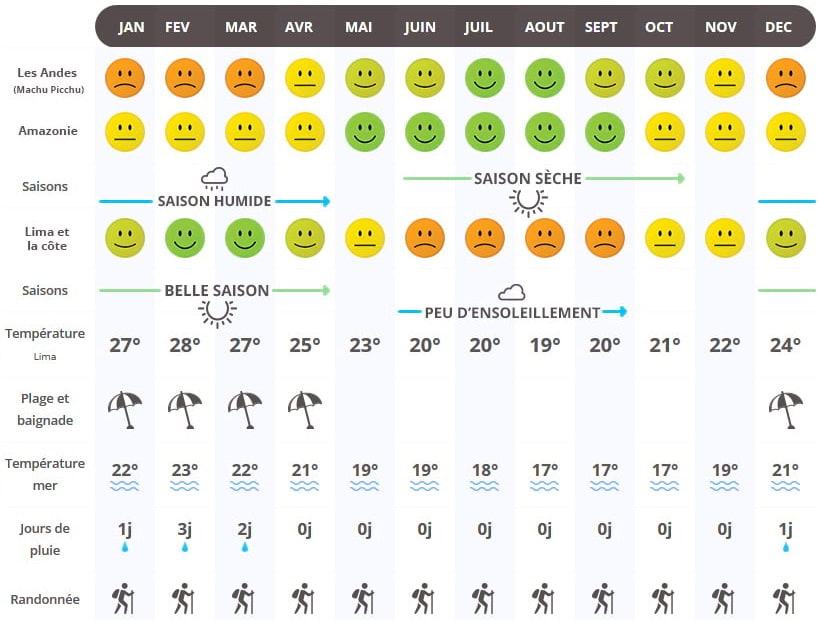 JAN FEV MAR AVR MAI JUIN JUIL AOUT SEPT OCT NOV DEC
Les Andes
(Machu Picchu)
Amazonie
Saisons
SAISON SÈCHE
SAISON HUMIDE
Lima et
la côte
Saisons
BELLE SAISON
PEU D’ENSOLEILLEMENT
Température
Lima
27° 28° 27° 25° 23° 20° 20° 19° 20° 21° 22° 24°
Plage et
baignade
Température
mer
22° 23° 22° 21° 19° 19° 18° 17° 17° 17° 19° 21°
Jours de
pluie
1j 3j 2j 0j 0j 0j 0j 0j 0j 0j 0j 1j
Randonnée